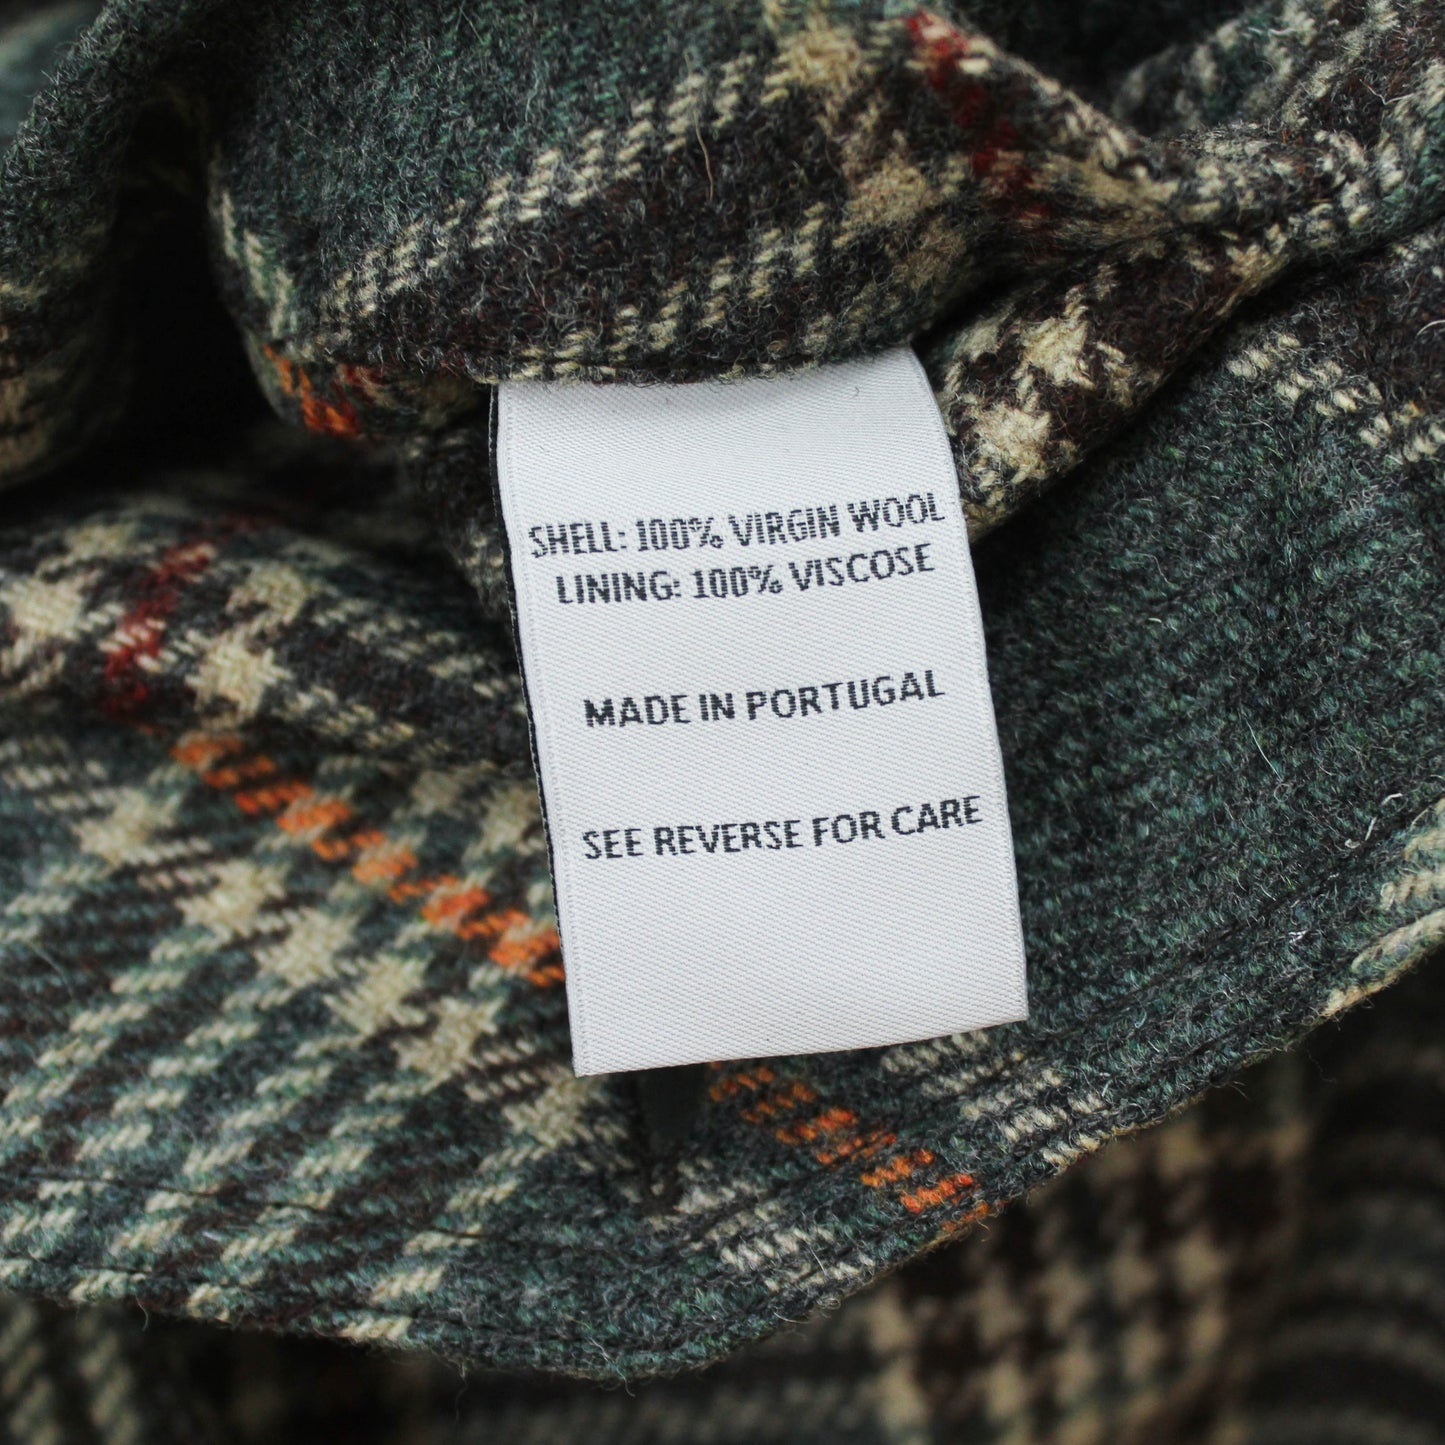 SHELL: 100% VIRGIN WOOL
LINING: 100% VISCOSE
MADE IN PORTUGAL
SEE REVERSE FOR CARE